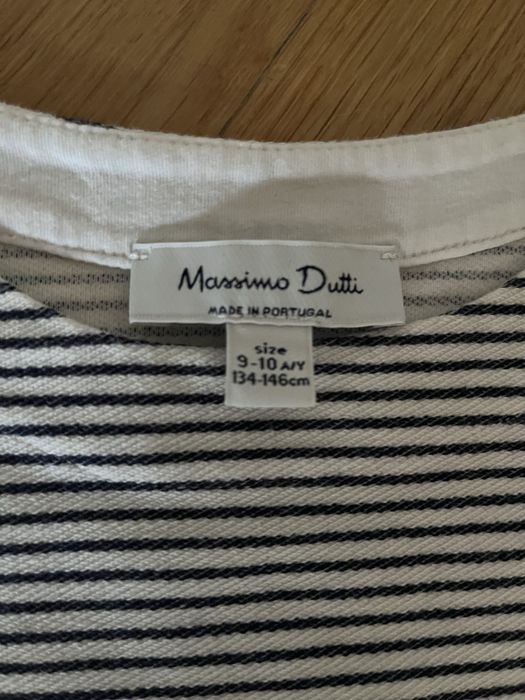 Massimo Dutti
MADE IN PORTUGAL
size
9-10 A/Y
134-146cm